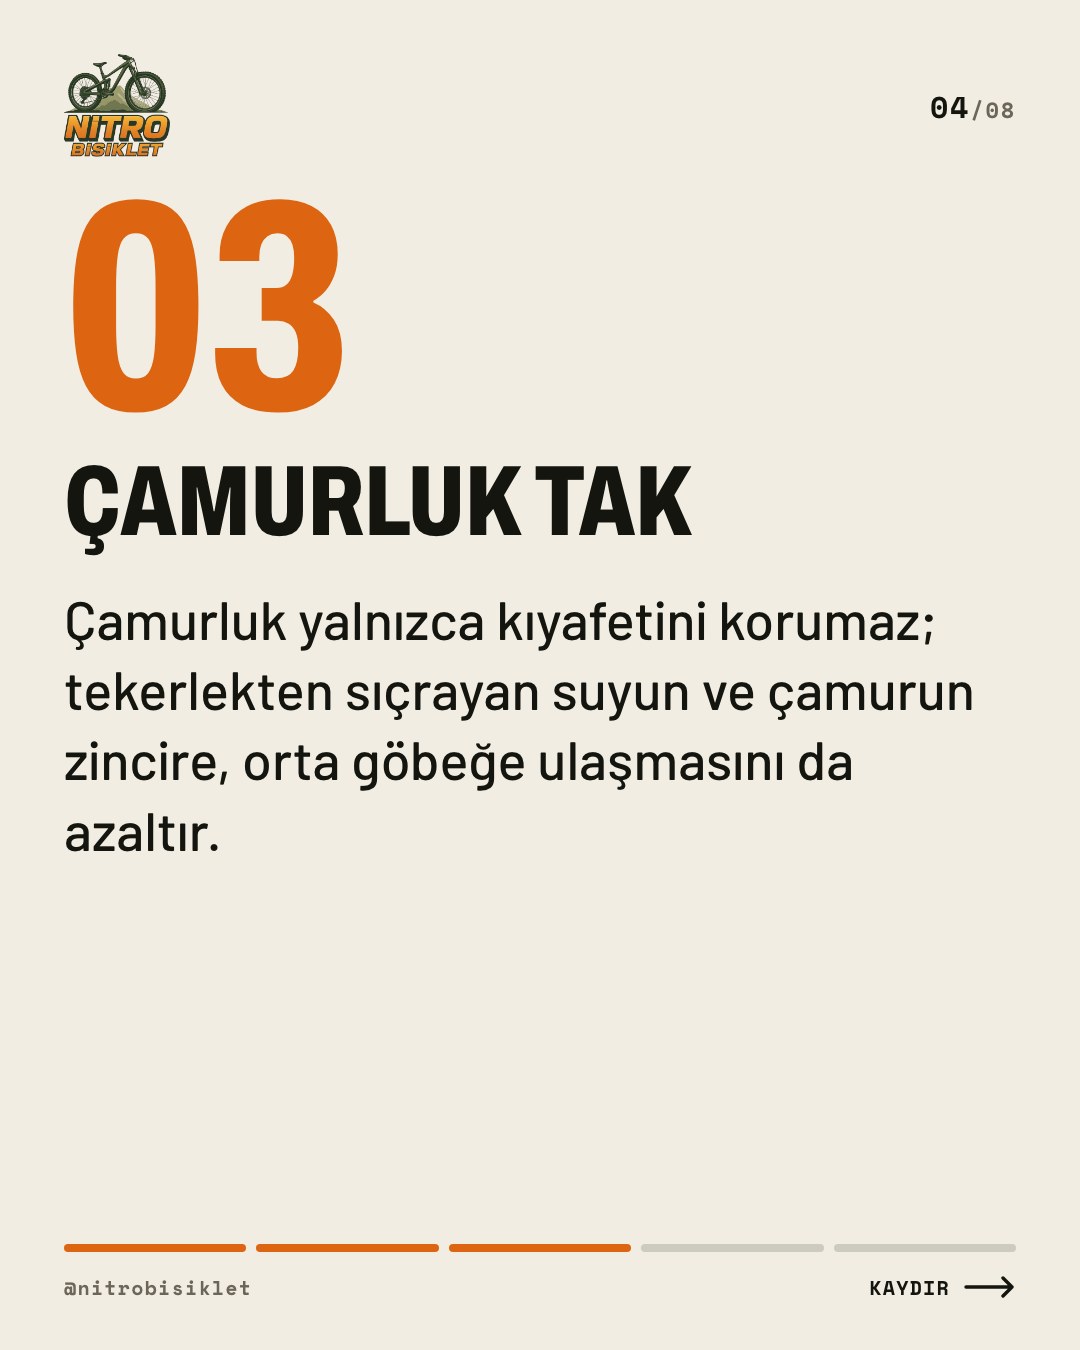 NiTRO
BISIKLET
04/08
03
ÇAMURLUK TAK
Çamurluk yalnızca kıyafetini korumaz;
tekerlekten sıçrayan suyun ve çamurun
zincire, orta göbeğe ulaşmasını da
azaltır.
@nitrobisiklet
KAYDIR